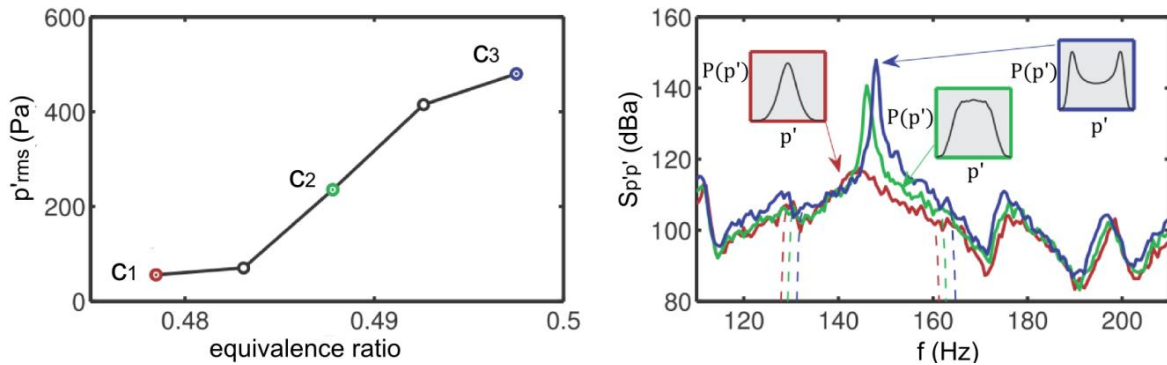 600
400
200
0
p'rms (Pa)
C1
C2
C3
0.48
0.49
0.5
equivalence ratio
160
140
120
100
80
Sp'p' (dBa)
P(p')
p'
P(p')
p'
P(p')
p'
120
140
160
180
200
f (Hz)